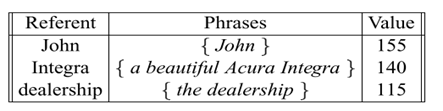 Referent Phrases Value
John { John } 155
Integra { a beautiful Acura Integra } 140
dealership { the dealership } 115